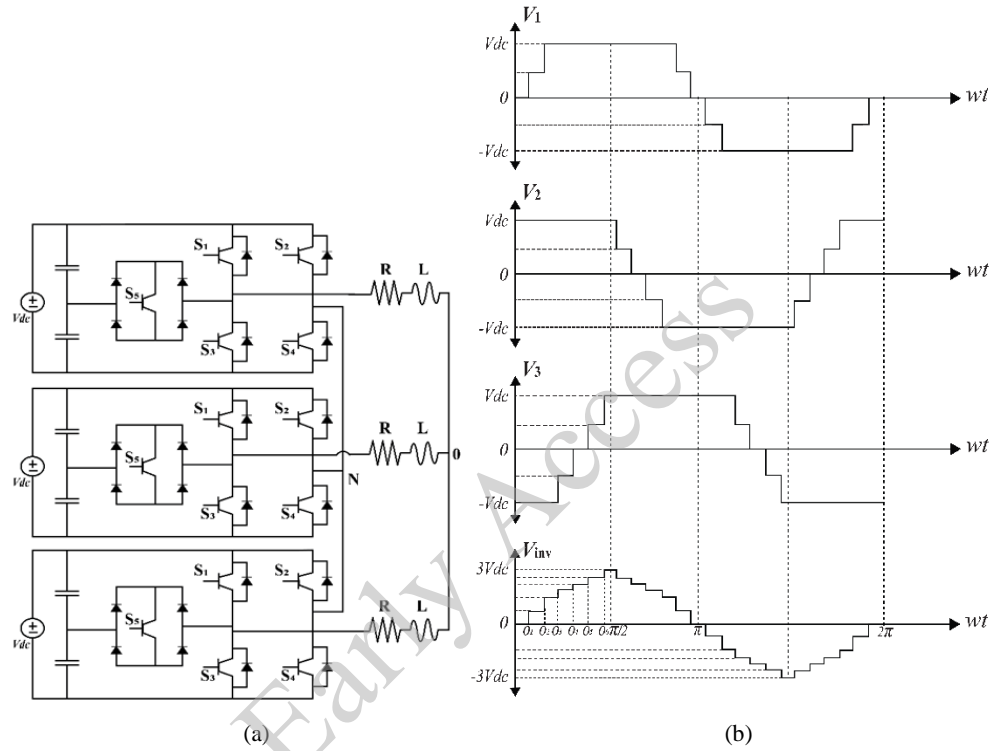 S₁
S₂
S₅
S₃
S₄
Vdc
R
L
S₁
S₂
S₅
S₃
S₄
Vdc
R
L
0
N
S₁
S₂
S₅
S₃
S₄
Vdc
R
L
(a)
V₁
Vdc
0
-Vdc
wt
V₂
Vdc
0
-Vdc
wt
V₃
Vdc
0
-Vdc
wt
Vinv
3Vdc
0
-3Vdc
π/2
π
2π
wt
(b)
Early Access